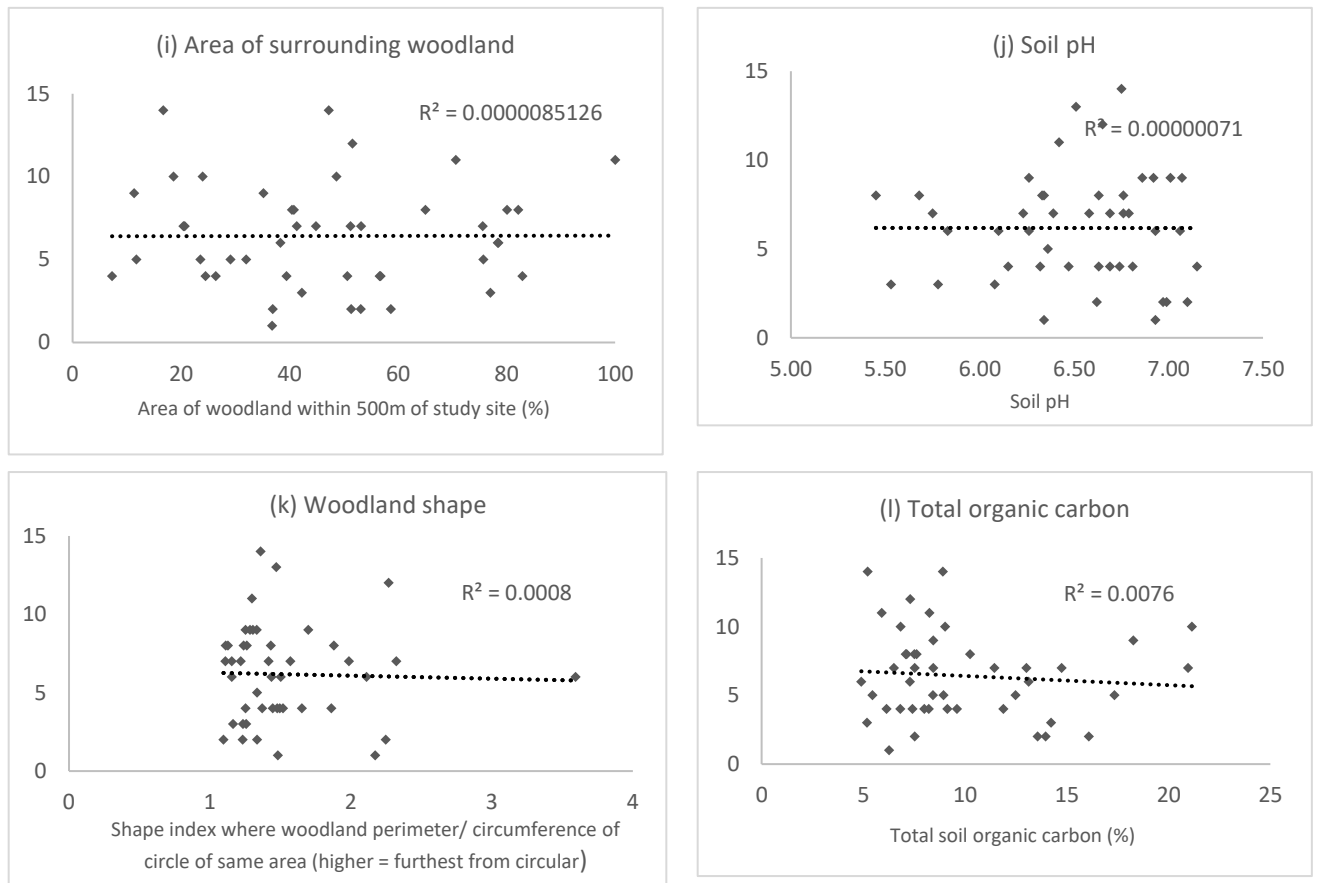 (i) Area of surrounding woodland
R² = 0.0000085126
15
10
5
0
0 20 40 60 80 100
Area of woodland within 500m of study site (%)
(j) Soil pH
R² = 0.00000071
15
10
5
0
5.00 5.50 6.00 6.50 7.00 7.50
Soil pH
(k) Woodland shape
R² = 0.0008
15
10
5
0
0 1 2 3 4
Shape index where woodland perimeter/ circumference of
circle of same area (higher = furthest from circular)
(l) Total organic carbon
R² = 0.0076
15
10
5
0
0 5 10 15 20 25
Total soil organic carbon (%)